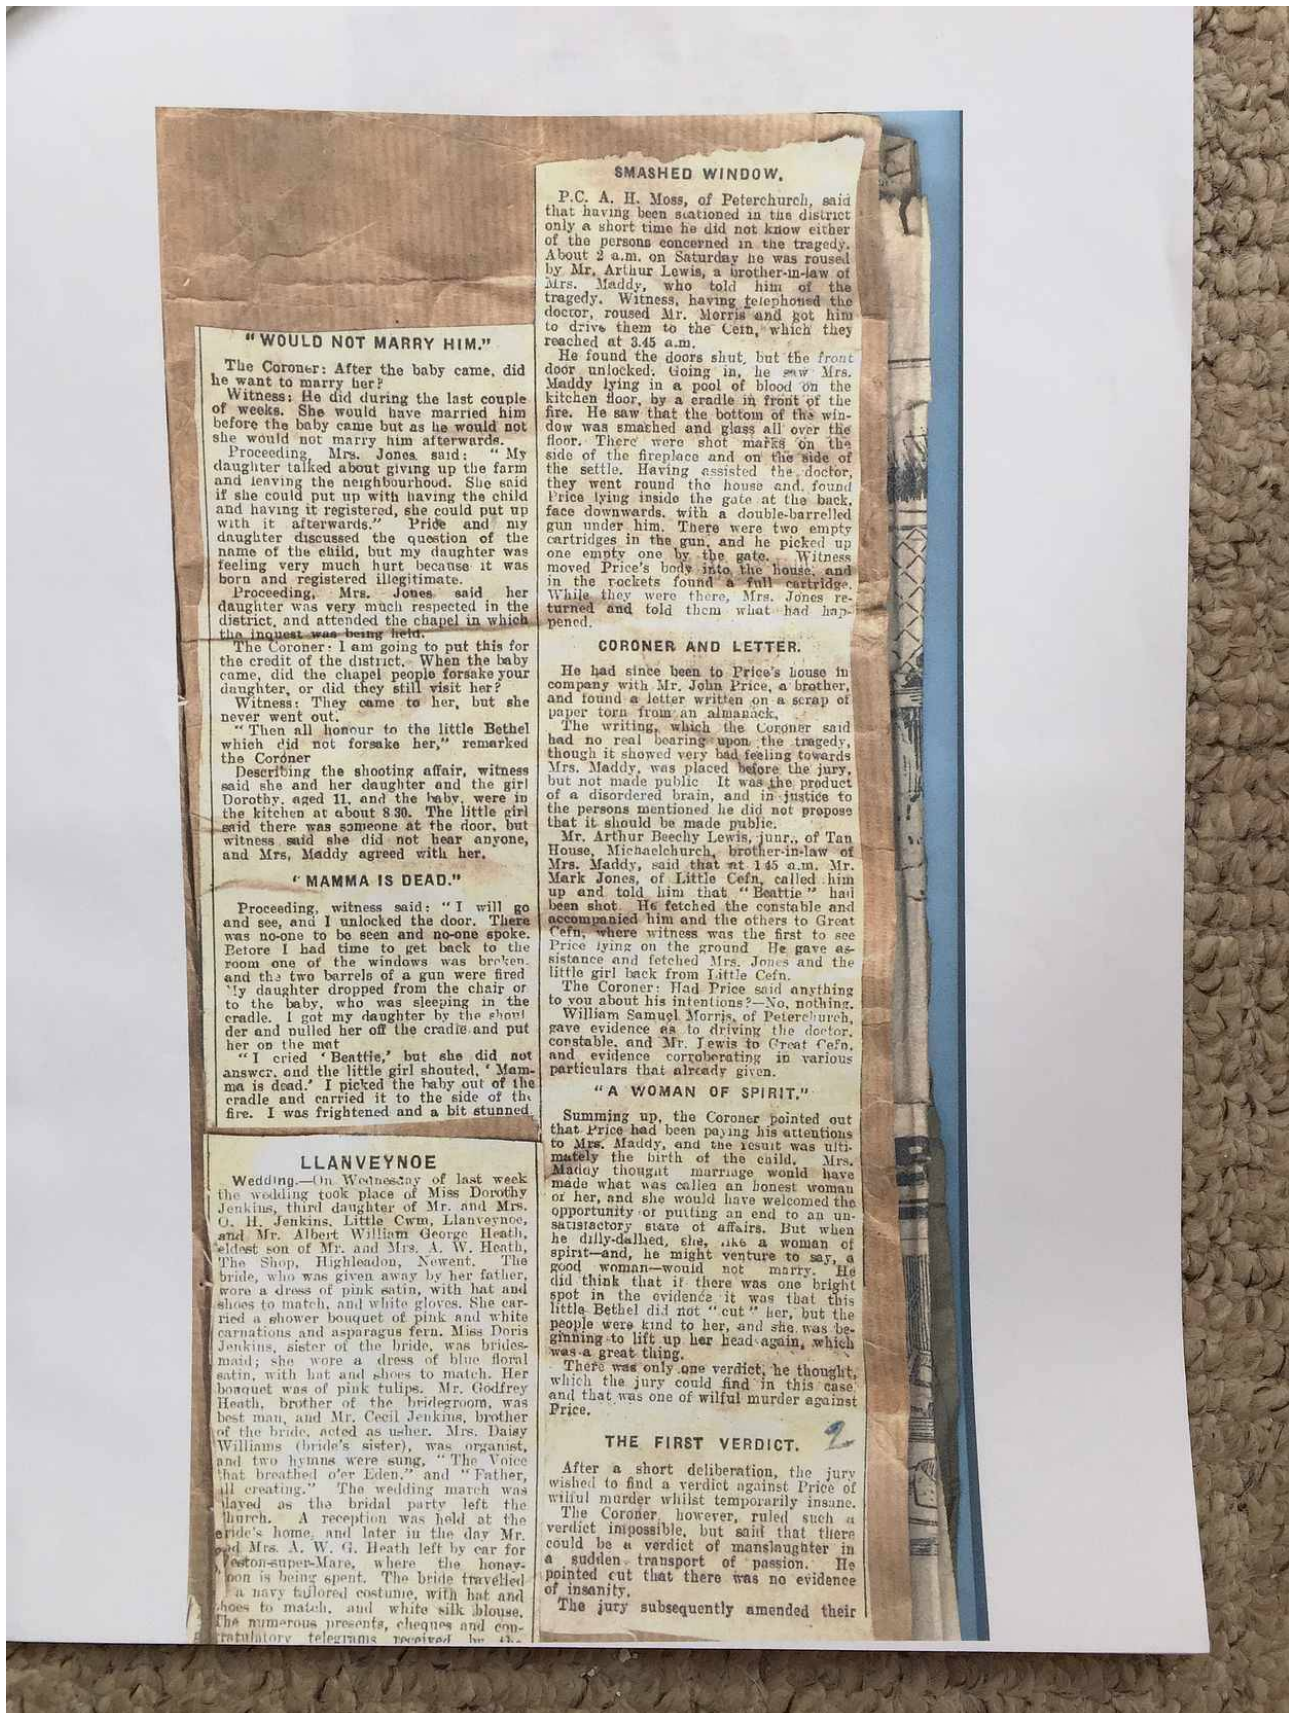 "WOULD NOT MARRY HIM."
The Coroner: After the baby came, did
he want to marry her?
Witness: He did during the last couple
of weeks. She would have married him
before the baby came but as he would not
she would not marry him afterwards.
Proceeding, Mrs. Jones said: "My
daughter talked about giving up the farm
and leaving the neighbourhood. She said
if she could put up with having the child
and having it registered, she could put up
with it afterwards." Price and my
daughter discussed the question of the
name of the child, but my daughter was
feeling very much hurt because it was
born and registered illegitimate.
Proceeding, Mrs. Jones said her
daughter was very much respected in the
district, and attended the chapel in which
the inquest was being held.
The Coroner: I am going to put this for
the credit of the district. When the baby
came, did the chapel people forsake your
daughter, or did they still visit her?
Witness: They came to her, but she
never went out.
"Then all honour to the little Bethel
which did not forsake her," remarked
the Coroner
Describing the shooting affair, witness
said she and her daughter and the girl
Dorothy, aged 11, and the baby, were in
the kitchen at about 8.30. The little girl
said there was someone at the door, but
witness said she did not hear anyone,
and Mrs. Maddy agreed with her.
"MAMMA IS DEAD."
Proceeding, witness said: "I will go
and see, and I unlocked the door. There
was no-one to be seen and no-one spoke.
Before I had time to get back to the
room one of the windows was broken.
and the two barrels of a gun were fired
My daughter dropped from the chair on
to the baby, who was sleeping in the
cradle. I got my daughter by the shoul
der and pulled her off the cradle and put
her on the mat
"I cried 'Beattie,' but she did not
answer, and the little girl shouted, 'Mam-
ma is dead.' I picked the baby out of the
cradle and carried it to the side of the
fire. I was frightened and a bit stunned
LLANVEYNOE
Wedding.—On Wednesday of last week
the wedding took place of Miss Dorothy
Jenkins, third daughter of Mr. and Mrs.
O. H. Jenkins, Little Cwm, Llanveynoe,
and Mr. Albert William George Heath,
eldest son of Mr. and Mrs. A. W. Heath,
The Shop, Highleadon, Newent. The
bride, who was given away by her father,
wore a dress of pink satin, with hat and
shoes to match, and white gloves. She car-
ried a shower bouquet of pink and white
carnations and asparagus fern. Miss Doris
Jenkins, sister of the bride, was brides-
maid; she wore a dress of blue floral
satin, with hat and shoes to match. Her
bouquet was of pink tulips. Mr. Godfrey
Heath, brother of the bridegroom, was
best man, and Mr. Cecil Jenkins, brother
of the bride, acted as usher. Mrs. Daisy
Williams (bride's sister), was organist,
and two hymns were sung, "The Voice
that breathed o'er Eden," and "Father,
all creating." The wedding march was
played as the bridal party left the
church. A reception was held at the
bride's home, and later in the day Mr.
and Mrs. A. W. G. Heath left by car for
Weston-super-Mare, where the honey-
moon is being spent. The bride travelled
a navy tailored costume, with hat and
shoes to match, and white silk blouse.
The numerous presents, cheques and con-
gratulatory telegrams received by the
SMASHED WINDOW.
P.C. A. H. Moss, of Peterchurch, said
that having been stationed in the district
only a short time he did not know either
of the persons concerned in the tragedy.
About 2 a.m. on Saturday he was roused
by Mr. Arthur Lewis, a brother-in-law of
Mrs. Maddy, who told him of the
tragedy. Witness, having telephoned the
doctor, roused Mr. Morris and got him
to drive them to the Cefn, which they
reached at 3.45 a.m.
He found the doors shut, but the front
door unlocked. Going in, he saw Mrs.
Maddy lying in a pool of blood on the
kitchen floor, by a cradle in front of the
fire. He saw that the bottom of the win-
dow was smashed and glass all over the
floor. There were shot marks on the
side of the fireplace and on the side of
the settle. Having assisted the doctor,
they went round the house and found
Price lying inside the gate at the back,
face downwards, with a double-barrelled
gun under him. There were two empty
cartridges in the gun, and he picked up
one empty one by the gate. Witness
moved Price's body into the house, and
in the pockets found a full cartridge.
While they were there, Mrs. Jones re-
turned and told them what had hap-
pened.
CORONER AND LETTER.
He had since been to Price's house in
company with Mr. John Price, a brother,
and found a letter written on a scrap of
paper torn from an almanack.
The writing, which the Coroner said
had no real bearing upon the tragedy,
though it showed very bad feeling towards
Mrs. Maddy, was placed before the jury,
but not made public It was the product
of a disordered brain, and in justice to
the persons mentioned he did not propose
that it should be made public.
Mr. Arthur Beechy Lewis, junr., of Tan
House, Michaelchurch, brother-in-law of
Mrs. Maddy, said that at 1.45 a.m. Mr.
Mark Jones, of Little Cefn, called him
up and told him that "Beattie" had
been shot. He fetched the constable and
accompanied him and the others to Great
Cefn, where witness was the first to see
Price lying on the ground He gave as-
sistance and fetched Mrs. Jones and the
little girl back from Little Cefn.
The Coroner: Had Price said anything
to you about his intentions?—No, nothing.
William Samuel Morris, of Peterchurch,
gave evidence as to driving the doctor,
constable, and Mr. Lewis to Great Cefn,
and evidence corroberating in various
particulars that already given.
"A WOMAN OF SPIRIT."
Summing up, the Coroner pointed out
that Price had been paying his attentions
to Mrs. Maddy, and the result was ulti-
mately the birth of the child. Mrs.
Maddy thought marriage would have
made what was called an honest woman
of her, and she would have welcomed the
opportunity of putting an end to an un-
satisfactory state of affairs. But when
he dilly-dallied, she, like a woman of
spirit—and, he might venture to say, a
good woman—would not marry. He
did think that if there was one bright
spot in the evidence it was that this
little Bethel did not "cut" her, but the
people were kind to her, and she was be-
ginning to lift up her head again, which
was a great thing.
There was only one verdict, he thought,
which the jury could find in this case
and that was one of wilful murder against
Price.
THE FIRST VERDICT. 2
After a short deliberation, the jury
wished to find a verdict against Price of
wilful murder whilst temporarily insane.
The Coroner, however, ruled such a
verdict impossible, but said that there
could be a verdict of manslaughter in
a sudden transport of passion. He
pointed out that there was no evidence
of insanity.
The jury subsequently amended their